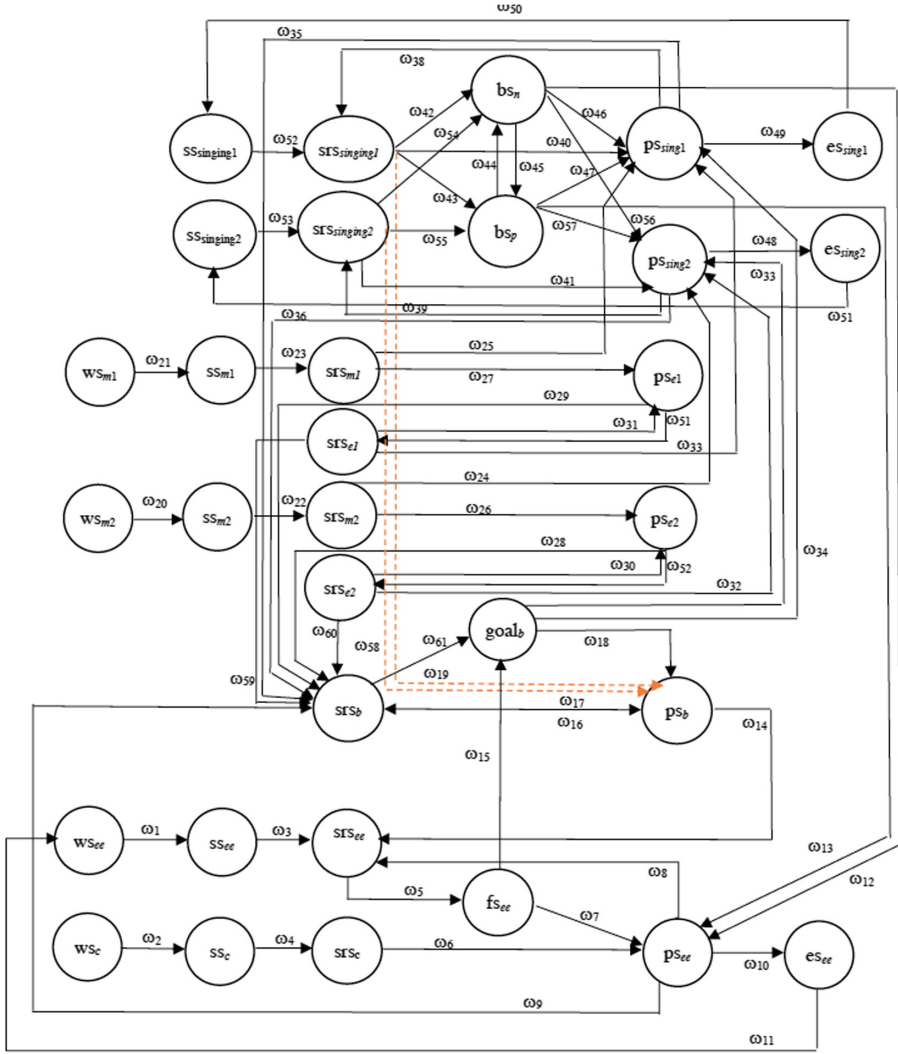 ω50
ω35
ω38
bsn
ω42 ω46
ω54
sssinging1 ω52 srssinging1 ω40 pssing1 ω49 essing1
ω44 ω45 ω47
ω43
ω53 ω56
sssinging2 srssinging2 ω55 bsp ω57 ω48 essing2
pssing2 ω33
ω41
ω36 ω39 ω51
ω21 ω23 ω25
wsm1 ssm1 srsm1 ω27 pse1
ω29
ω31 ω51
srse1
ω33
ω24
ω20 ω22
wsm2 ssm2 srsm2 ω26 pse2
ω28 ω34
ω30 ω52
srse2 ω32
ω60 ω58 ω61 goalb ω18
ω59 ω19
srsb ω17 psb ω14
ω16
ω15
wsee ω1 ssee ω3 srsee
ω13
ω8 ω12
ω5 fsee
ω7
wsc ω2 ssc ω4 srsc ω6 psee ω10 esee
ω9
ω11